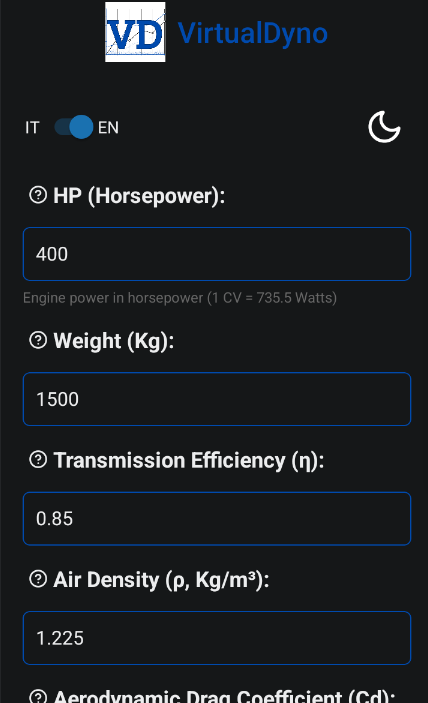 VD VirtualDyno
IT EN
HP (Horsepower):
400
Engine power in horsepower (1 CV = 735.5 Watts)
Weight (Kg):
1500
Transmission Efficiency (η):
0.85
Air Density (ρ, Kg/m³):
1.225
Aerodynamic Drag Coefficient (Cd):